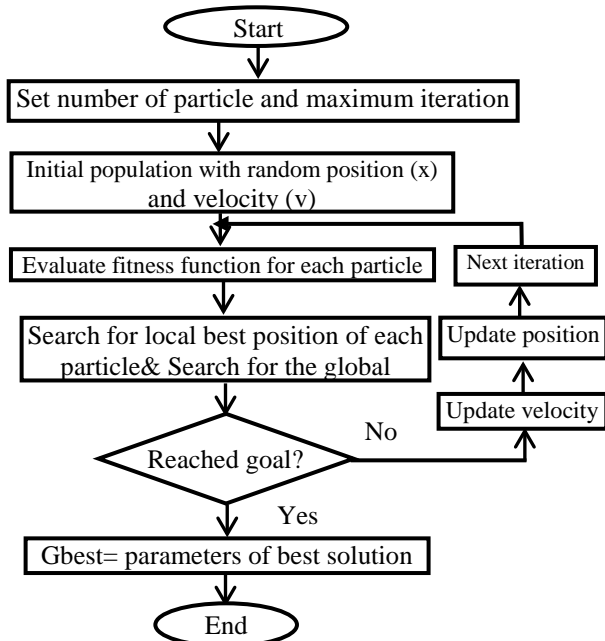 Start
Set number of particle and maximum iteration
Initial population with random position (x)
and velocity (v)
Evaluate fitness function for each particle
Next iteration
Search for local best position of each
particle& Search for the global
Update position
Update velocity
No
Reached goal?
Yes
Gbest= parameters of best solution
End